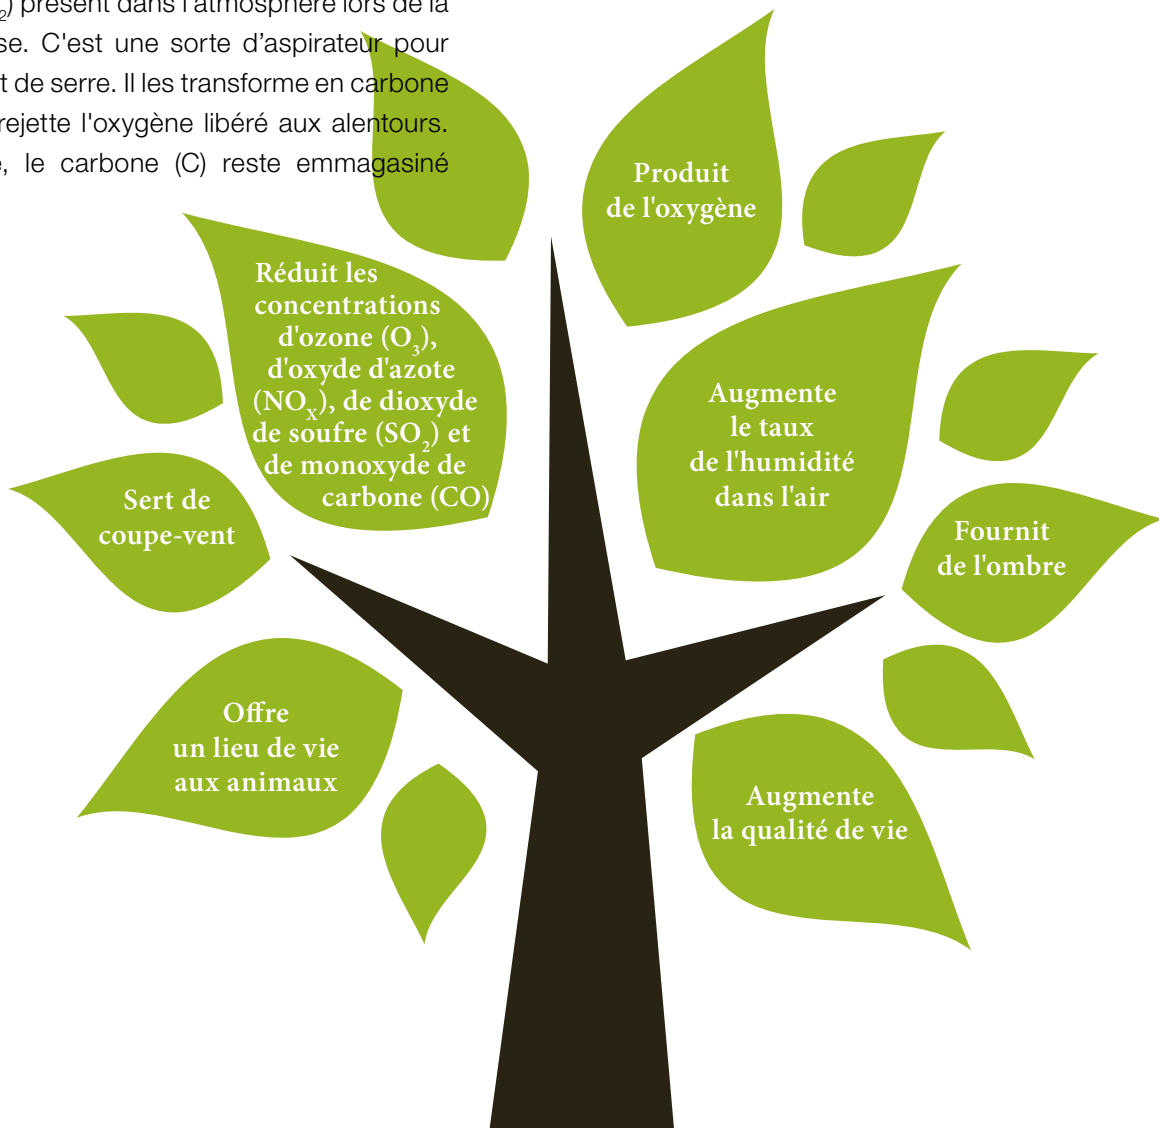 ₂) présent dans l'atmosphère lors de la
se. C'est une sorte d’aspirateur pour
t de serre. Il les transforme en carbone
rejette l'oxygène libéré aux alentours.
, le carbone (C) reste emmagasiné
Produit
de l'oxygène
Réduit les
concentrations
d'ozone (O₃),
d'oxyde d'azote
(NOₓ), de dioxyde
de soufre (SO₂) et
de monoxyde de
carbone (CO)
Augmente
le taux
de l'humidité
dans l'air
Sert de
coupe-vent
Fournit
de l'ombre
Offre
un lieu de vie
aux animaux
Augmente
la qualité de vie